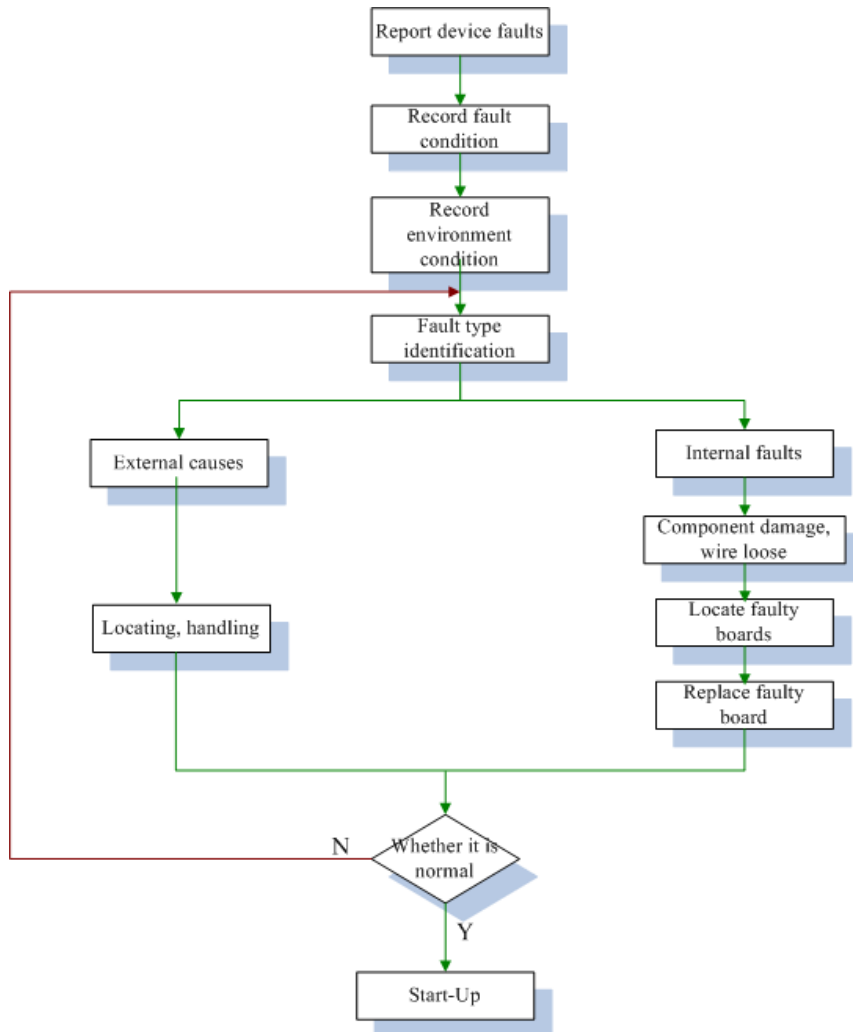 Report device faults
Record fault
condition
Record
environment
condition
Fault type
identification
External causes
Internal faults
Component damage,
wire loose
Locating, handling
Locate faulty
boards
Replace faulty
board
N
Whether it is
normal
Y
Start-Up